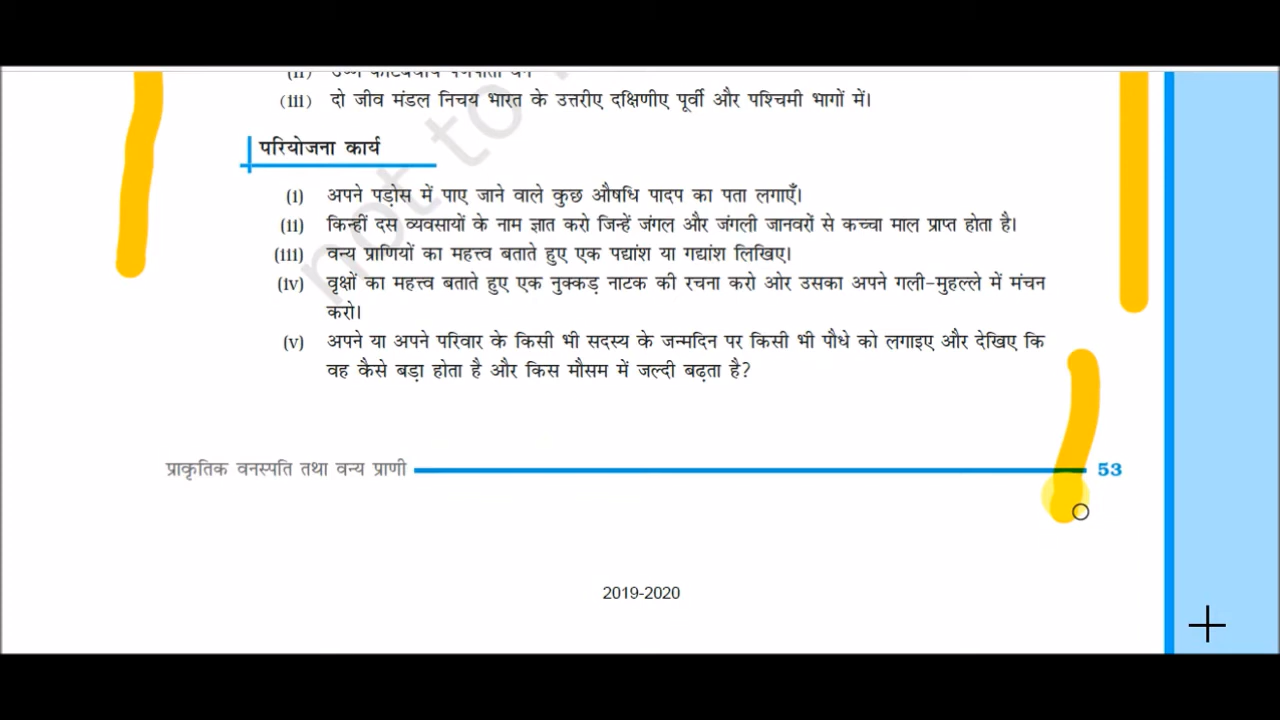 (iii) दो जीव मंडल निचय भारत के उत्तरीए दक्षिणीए पूर्वी और पश्चिमी भागों में।
परियोजना कार्य
(i) अपने पड़ोस में पाए जाने वाले कुछ औषधि पादप का पता लगाएँ।
(ii) किन्हीं दस व्यवसायों के नाम ज्ञात करो जिन्हें जंगल और जंगली जानवरों से कच्चा माल प्राप्त होता है।
(iii) वन्य प्राणियों का महत्त्व बताते हुए एक पद्यांश या गद्यांश लिखिए।
(iv) वृक्षों का महत्त्व बताते हुए एक नुक्कड़ नाटक की रचना करो ओर उसका अपने गली-मुहल्ले में मंचन
करो।
(v) अपने या अपने परिवार के किसी भी सदस्य के जन्मदिन पर किसी भी पौधे को लगाइए और देखिए कि
वह कैसे बड़ा होता है और किस मौसम में जल्दी बढ़ता है?
प्राकृतिक वनस्पति तथा वन्य प्राणी 53
2019-2020
not to